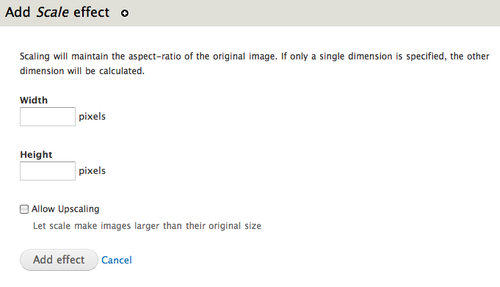 Add Scale effect
Scaling will maintain the aspect-ratio of the original image. If only a single dimension is specified, the other
dimension will be calculated.
Width
pixels
Height
pixels
Allow Upscaling
Let scale make images larger than their original size
Add effect Cancel